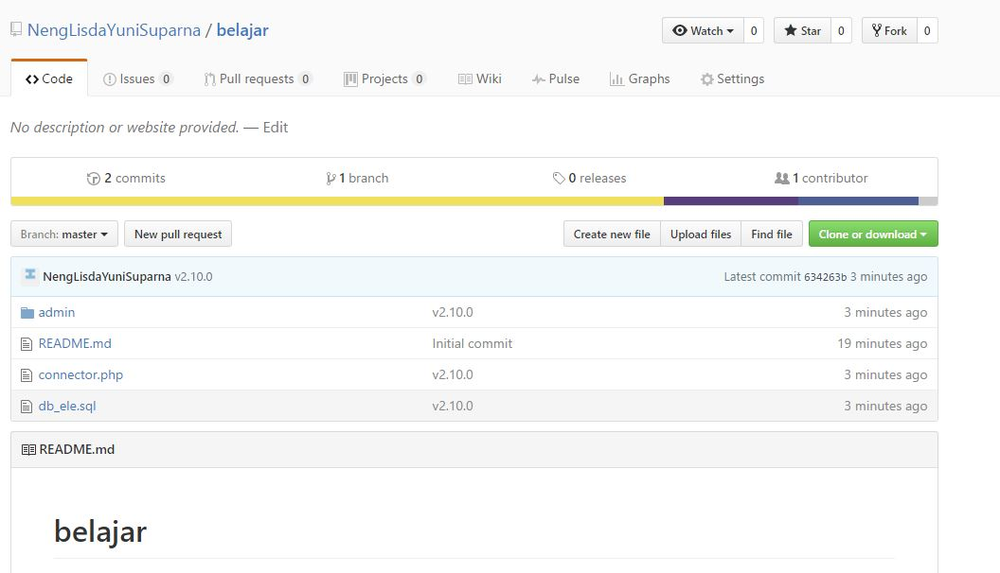 NengLisdaYuniSuparna / belajar
Watch 0 Star 0 Fork 0
Code Issues 0 Pull requests 0 Projects 0 Wiki Pulse Graphs Settings
No description or website provided. — Edit
2 commits 1 branch 0 releases 1 contributor
Branch: master New pull request Create new file Upload files Find file Clone or download
NengLisdaYuniSuparna v2.10.0 Latest commit 634263b 3 minutes ago
admin v2.10.0 3 minutes ago
README.md Initial commit 19 minutes ago
connector.php v2.10.0 3 minutes ago
db_ele.sql v2.10.0 3 minutes ago
README.md
belajar